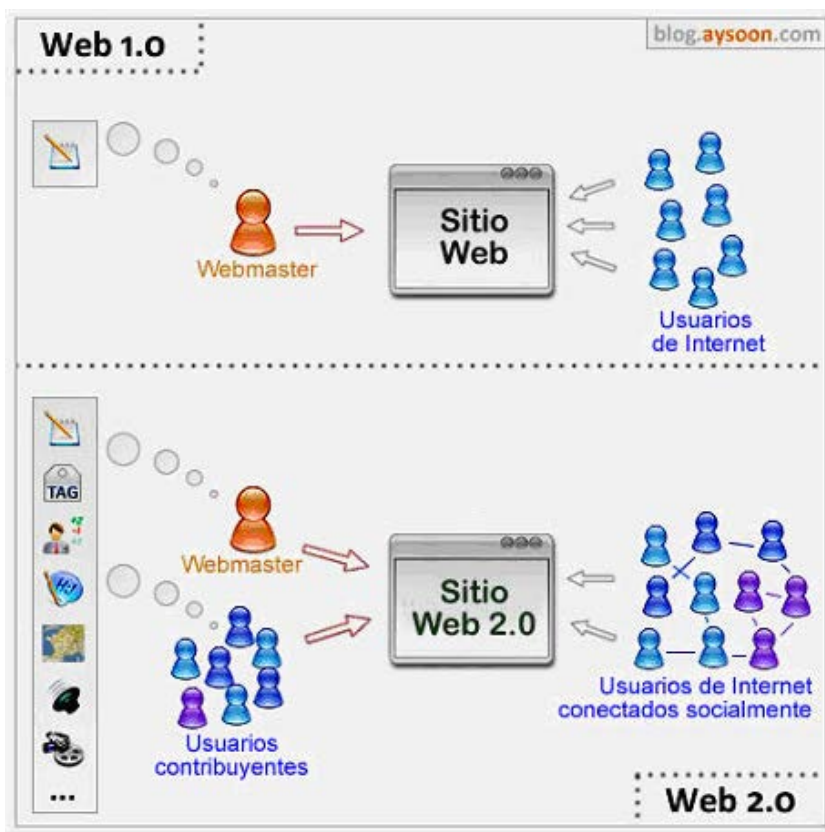 Web 1.0
blog.aysoon.com
Sitio
Web
Webmaster
Usuarios
de Internet
TAG
Webmaster
Hi!
Sitio
Web 2.0
Usuarios
contribuyentes
Usuarios de Internet
conectados socialmente
...
Web 2.0